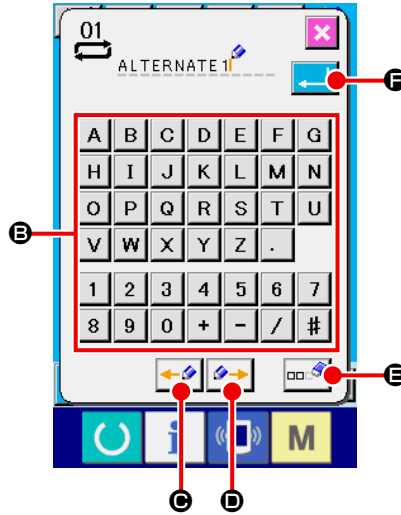 01
ALTERNATE 1
F
A B C D E F G
H I J K L M N
O P Q R S T U
B
V W X Y Z .
1 2 3 4 5 6 7
8 9 0 + - / #
E
i M
C D